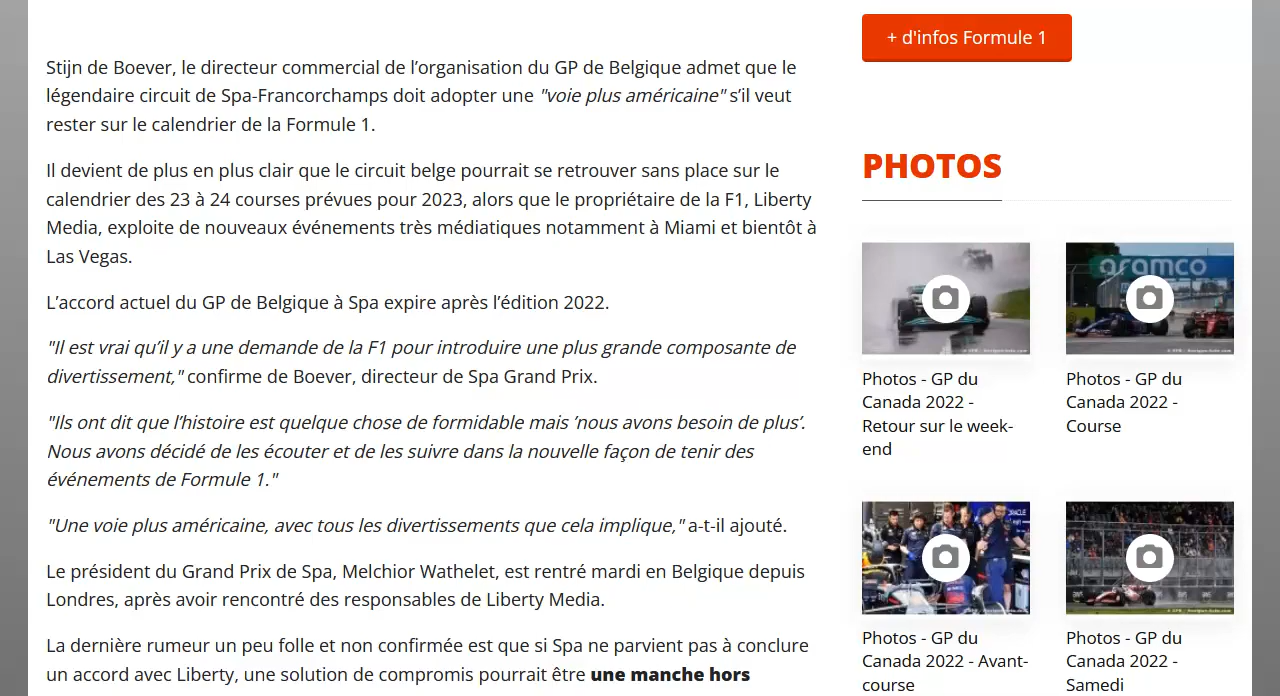 Stijn de Boever, le directeur commercial de l’organisation du GP de Belgique admet que le
légendaire circuit de Spa-Francorchamps doit adopter une "voie plus américaine" s’il veut
rester sur le calendrier de la Formule 1.
Il devient de plus en plus clair que le circuit belge pourrait se retrouver sans place sur le
calendrier des 23 à 24 courses prévues pour 2023, alors que le propriétaire de la F1, Liberty
Media, exploite de nouveaux événements très médiatiques notamment à Miami et bientôt à
Las Vegas.
L’accord actuel du GP de Belgique à Spa expire après l’édition 2022.
"Il est vrai qu’il y a une demande de la F1 pour introduire une plus grande composante de
divertissement," confirme de Boever, directeur de Spa Grand Prix.
"Ils ont dit que l’histoire est quelque chose de formidable mais ’nous avons besoin de plus’.
Nous avons décidé de les écouter et de les suivre dans la nouvelle façon de tenir des
événements de Formule 1."
"Une voie plus américaine, avec tous les divertissements que cela implique," a-t-il ajouté.
Le président du Grand Prix de Spa, Melchior Wathelet, est rentré mardi en Belgique depuis
Londres, après avoir rencontré des responsables de Liberty Media.
La dernière rumeur un peu folle et non confirmée est que si Spa ne parvient pas à conclure
un accord avec Liberty, une solution de compromis pourrait être une manche hors
+ d'infos Formule 1
PHOTOS
aramco
Photos - GP du
Canada 2022 -
Retour sur le week-
end
Photos - GP du
Canada 2022 -
Course
ORACLE
Photos - GP du
Canada 2022 - Avant-
course
Photos - GP du
Canada 2022 -
Samedi